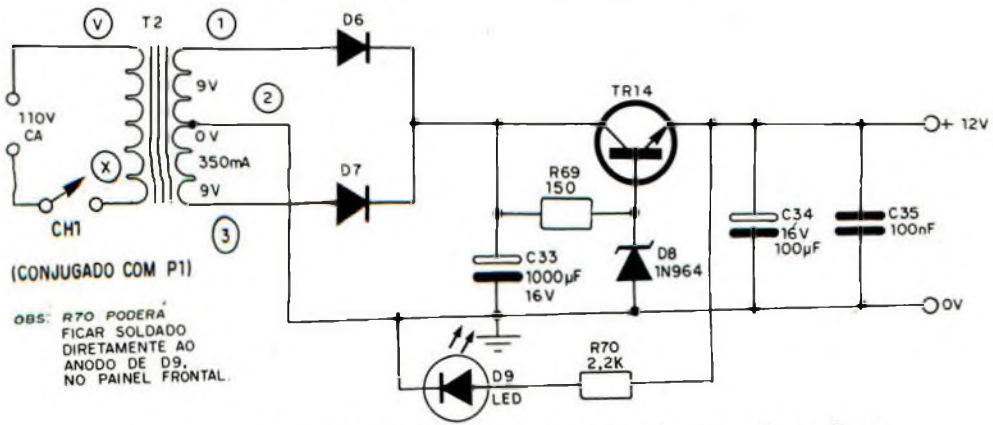 V
T2
1
D6
9V
2
110V
CA
0V
350mA
X
9V
D7
CH1
3
(CONJUGADO COM P1)
OBS: R70 PODERÁ
FICAR SOLDADO
DIRETAMENTE AO
ANODO DE D9,
NO PAINEL FRONTAL.
TR14
+ 12V
R69
150
C33
1000µF
16V
D8
1N964
C34
16V
100µF
C35
100nF
0V
D9
LED
R70
2,2K